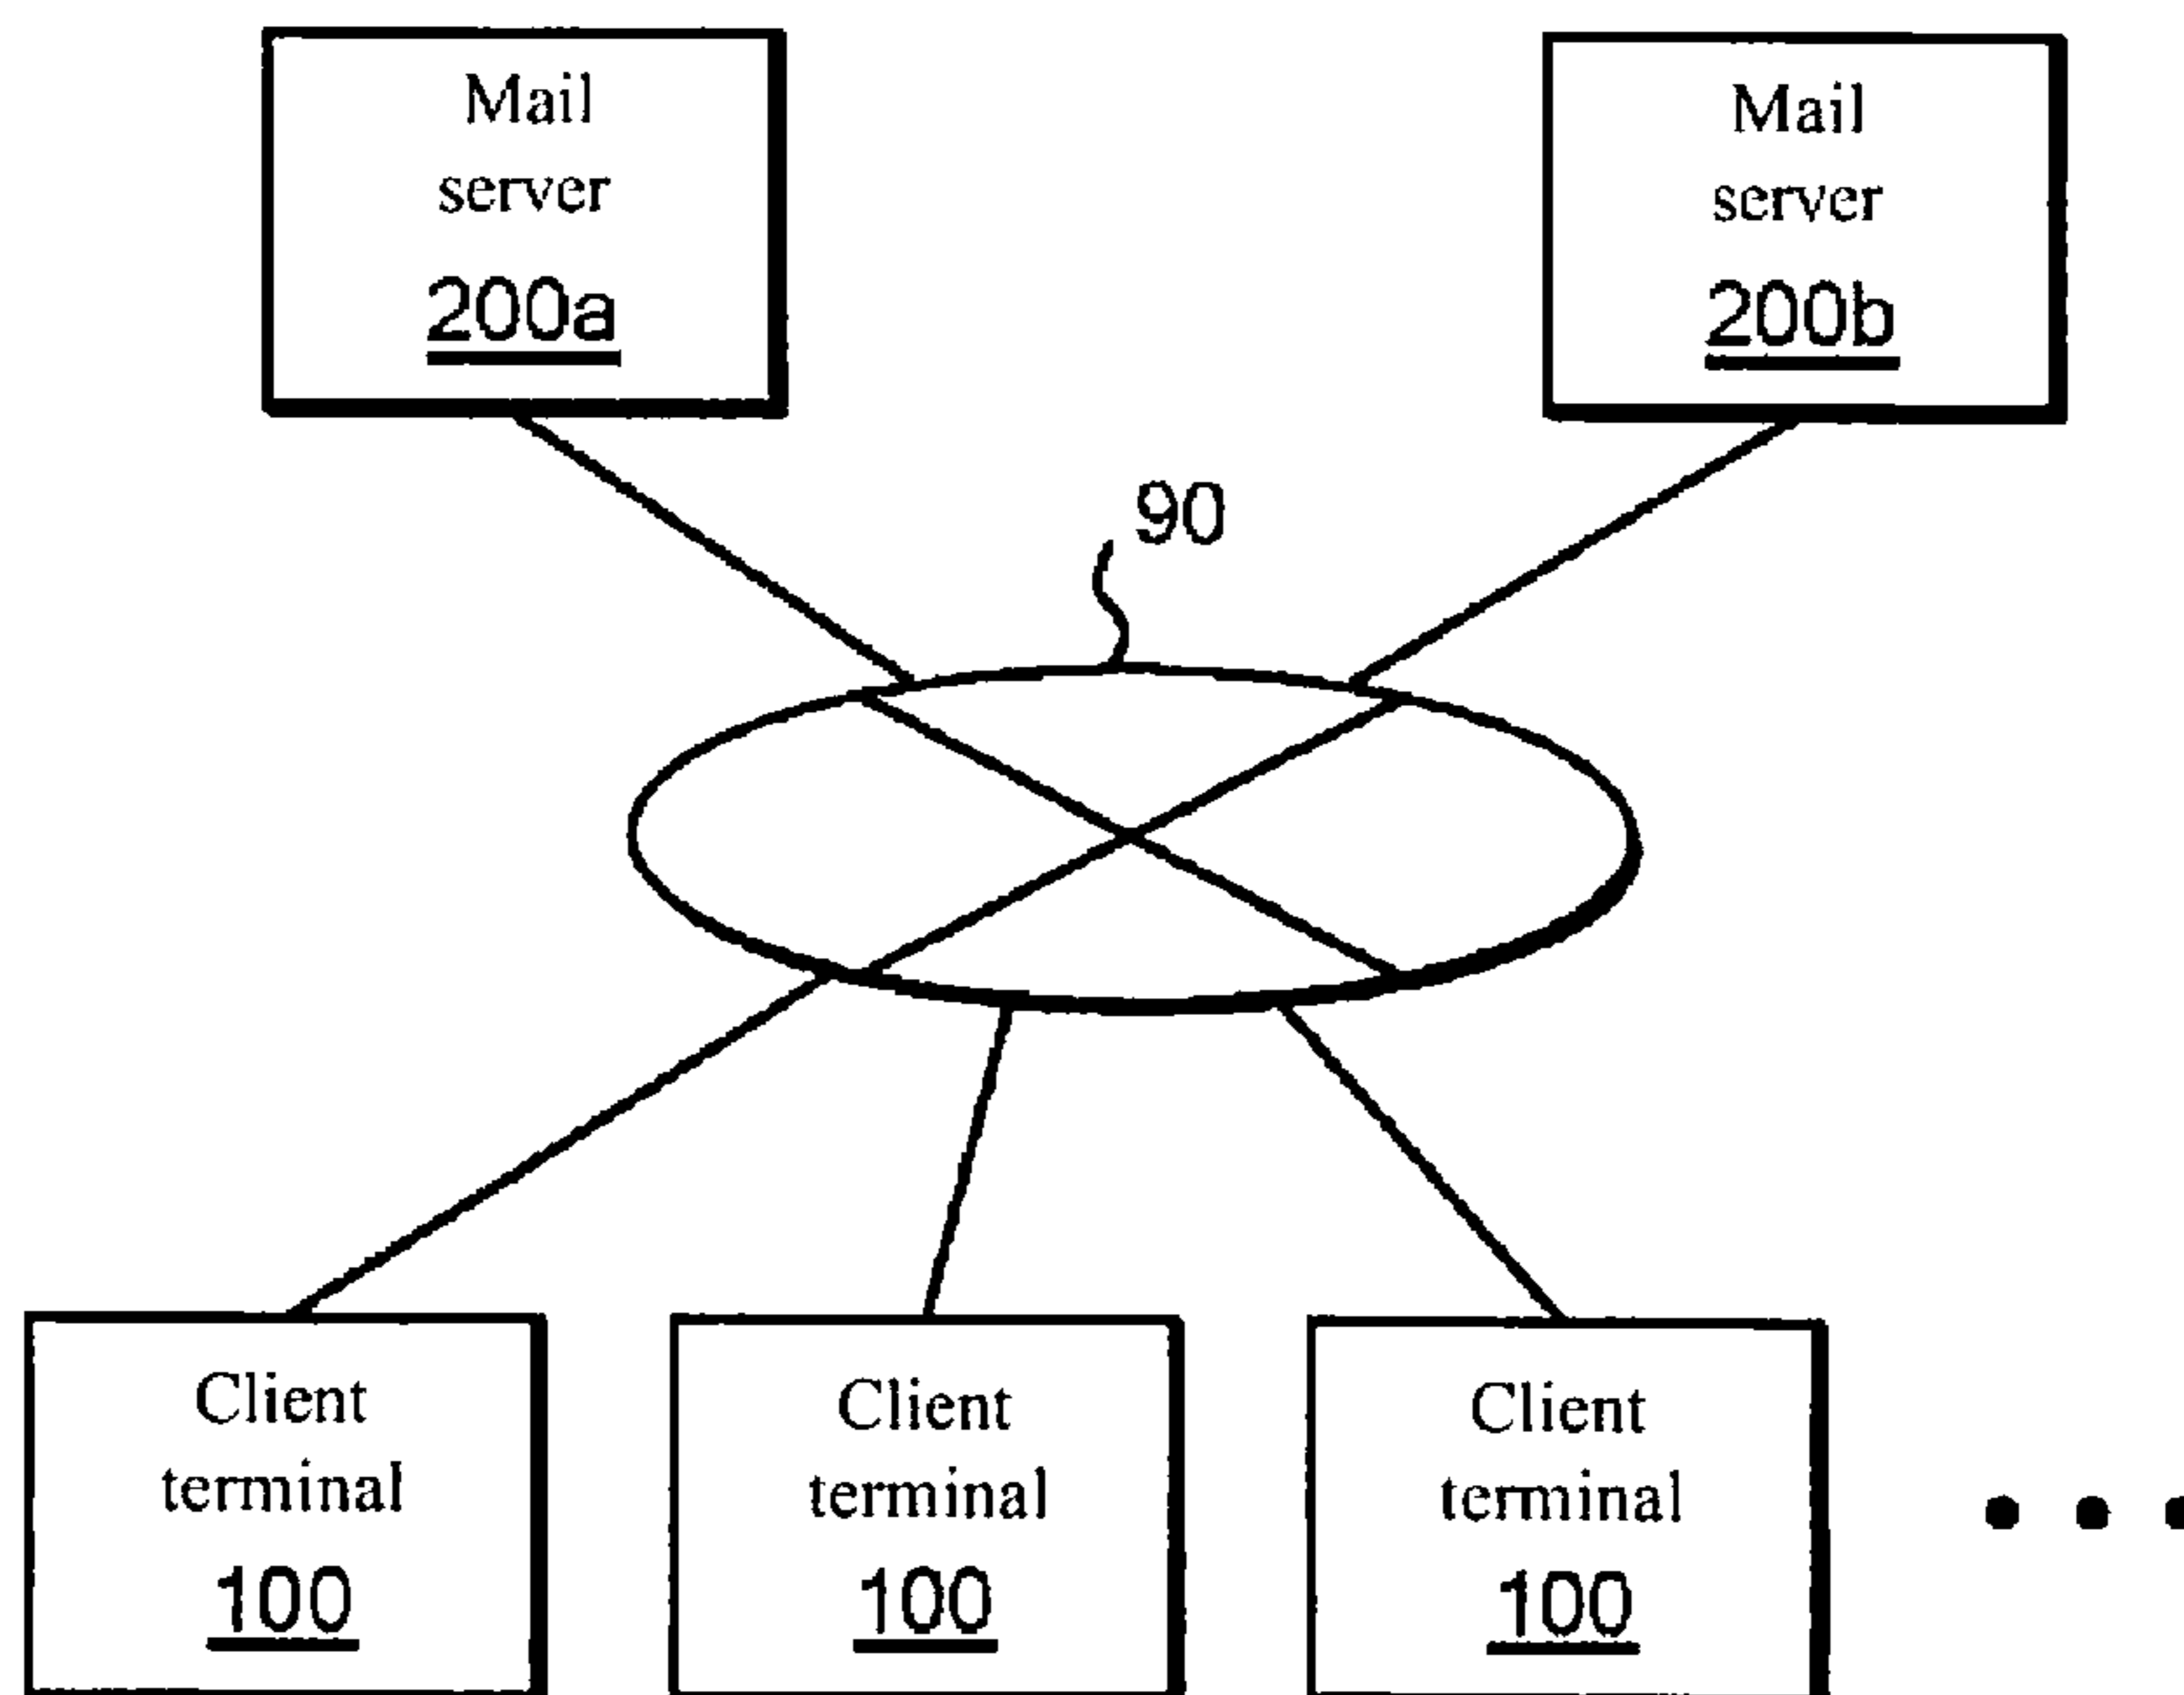 Mail
server
200a
Mail
server
200b
90
Client
terminal
100
Client
terminal
100
Client
terminal
100